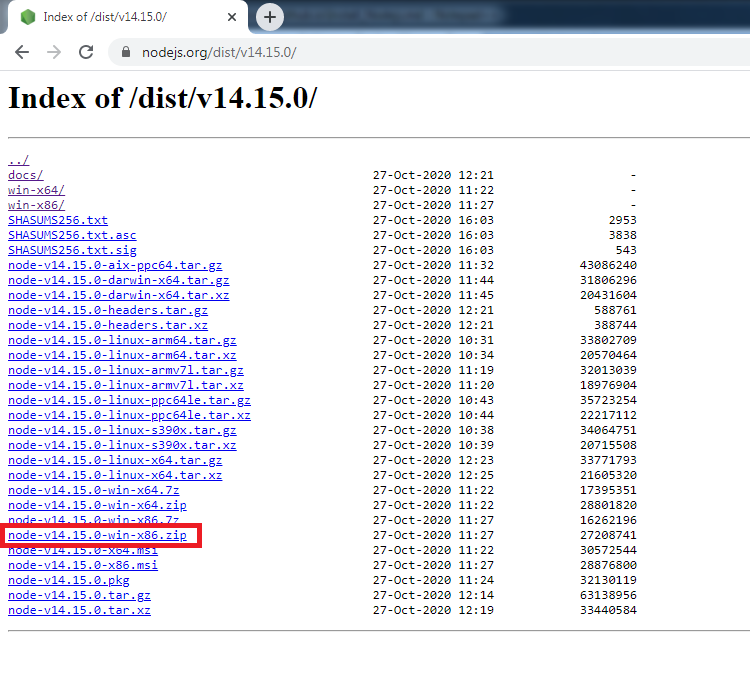 Index of /dist/v14.15.0/
nodejs.org/dist/v14.15.0/
Index of /dist/v14.15.0/
../
docs/ 27-Oct-2020 12:21 -
win-x64/ 27-Oct-2020 11:22 -
win-x86/ 27-Oct-2020 11:27 -
SHASUMS256.txt 27-Oct-2020 16:03 2953
SHASUMS256.txt.asc 27-Oct-2020 16:03 3838
SHASUMS256.txt.sig 27-Oct-2020 16:03 543
node-v14.15.0-aix-ppc64.tar.gz 27-Oct-2020 11:32 43086240
node-v14.15.0-darwin-x64.tar.gz 27-Oct-2020 11:44 31806296
node-v14.15.0-darwin-x64.tar.xz 27-Oct-2020 11:45 20431604
node-v14.15.0-headers.tar.gz 27-Oct-2020 12:21 588761
node-v14.15.0-headers.tar.xz 27-Oct-2020 12:21 388744
node-v14.15.0-linux-arm64.tar.gz 27-Oct-2020 10:31 33802709
node-v14.15.0-linux-arm64.tar.xz 27-Oct-2020 10:34 20570464
node-v14.15.0-linux-armv7l.tar.gz 27-Oct-2020 11:19 32013039
node-v14.15.0-linux-armv7l.tar.xz 27-Oct-2020 11:20 18976904
node-v14.15.0-linux-ppc64le.tar.gz 27-Oct-2020 10:43 35723254
node-v14.15.0-linux-ppc64le.tar.xz 27-Oct-2020 10:44 22217112
node-v14.15.0-linux-s390x.tar.gz 27-Oct-2020 10:38 34064751
node-v14.15.0-linux-s390x.tar.xz 27-Oct-2020 10:39 20715508
node-v14.15.0-linux-x64.tar.gz 27-Oct-2020 12:23 33771793
node-v14.15.0-linux-x64.tar.xz 27-Oct-2020 12:25 21605320
node-v14.15.0-win-x64.7z 27-Oct-2020 11:22 17395351
node-v14.15.0-win-x64.zip 27-Oct-2020 11:22 28801820
node-v14.15.0-win-x86.7z 27-Oct-2020 11:27 16262196
node-v14.15.0-win-x86.zip 27-Oct-2020 11:27 27208741
node-v14.15.0-x64.msi 27-Oct-2020 11:22 30572544
node-v14.15.0-x86.msi 27-Oct-2020 11:27 28876800
node-v14.15.0.pkg 27-Oct-2020 11:24 32130119
node-v14.15.0.tar.gz 27-Oct-2020 12:14 63138956
node-v14.15.0.tar.xz 27-Oct-2020 12:19 33440584